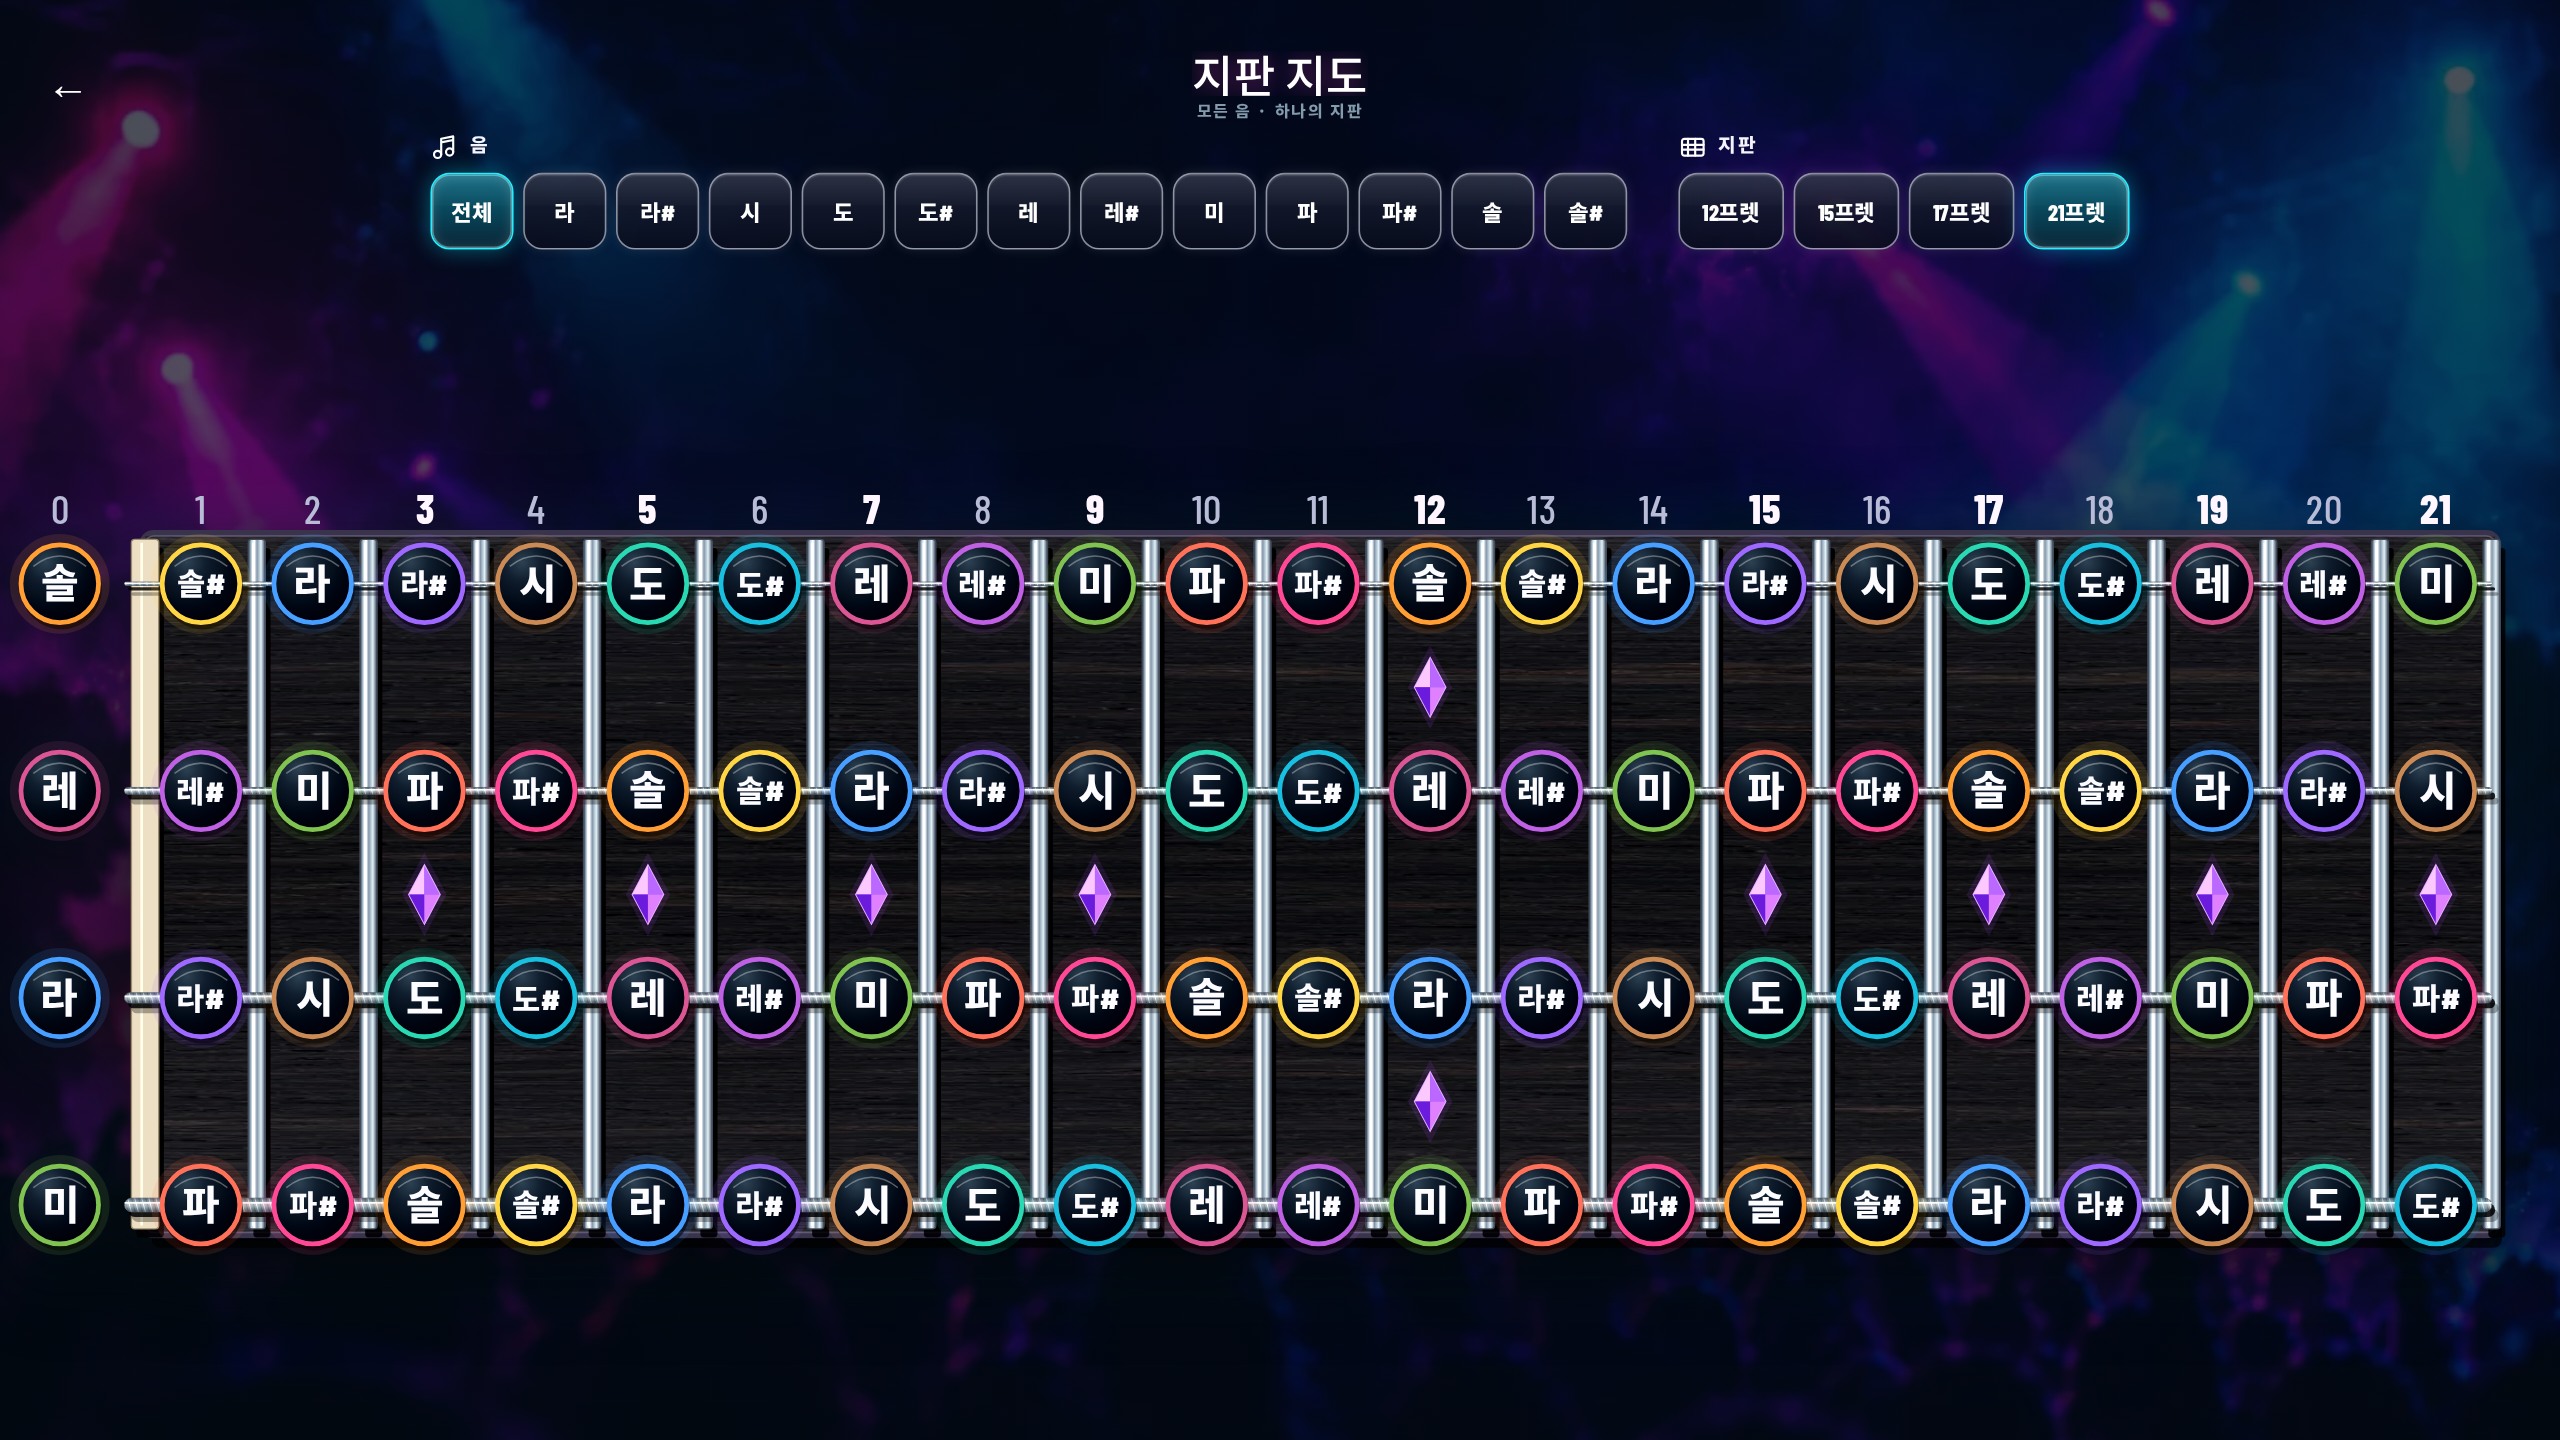 ←
지판 지도
모든 음 · 하나의 지판
음 지판
전체 라 라# 시 도 도# 레 레# 미 파 파# 솔 솔# 12프렛 15프렛 17프렛 21프렛
0 1 2 3 4 5 6 7 8 9 10 11 12 13 14 15 16 17 18 19 20 21
솔 솔# 라 라# 시 도 도# 레 레# 미 파 파# 솔 솔# 라 라# 시 도 도# 레 레# 미
레 레# 미 파 파# 솔 솔# 라 라# 시 도 도# 레 레# 미 파 파# 솔 솔# 라 라# 시
라 라# 시 도 도# 레 레# 미 파 파# 솔 솔# 라 라# 시 도 도# 레 레# 미 파 파#
미 파 파# 솔 솔# 라 라# 시 도 도# 레 레# 미 파 파# 솔 솔# 라 라# 시 도 도#